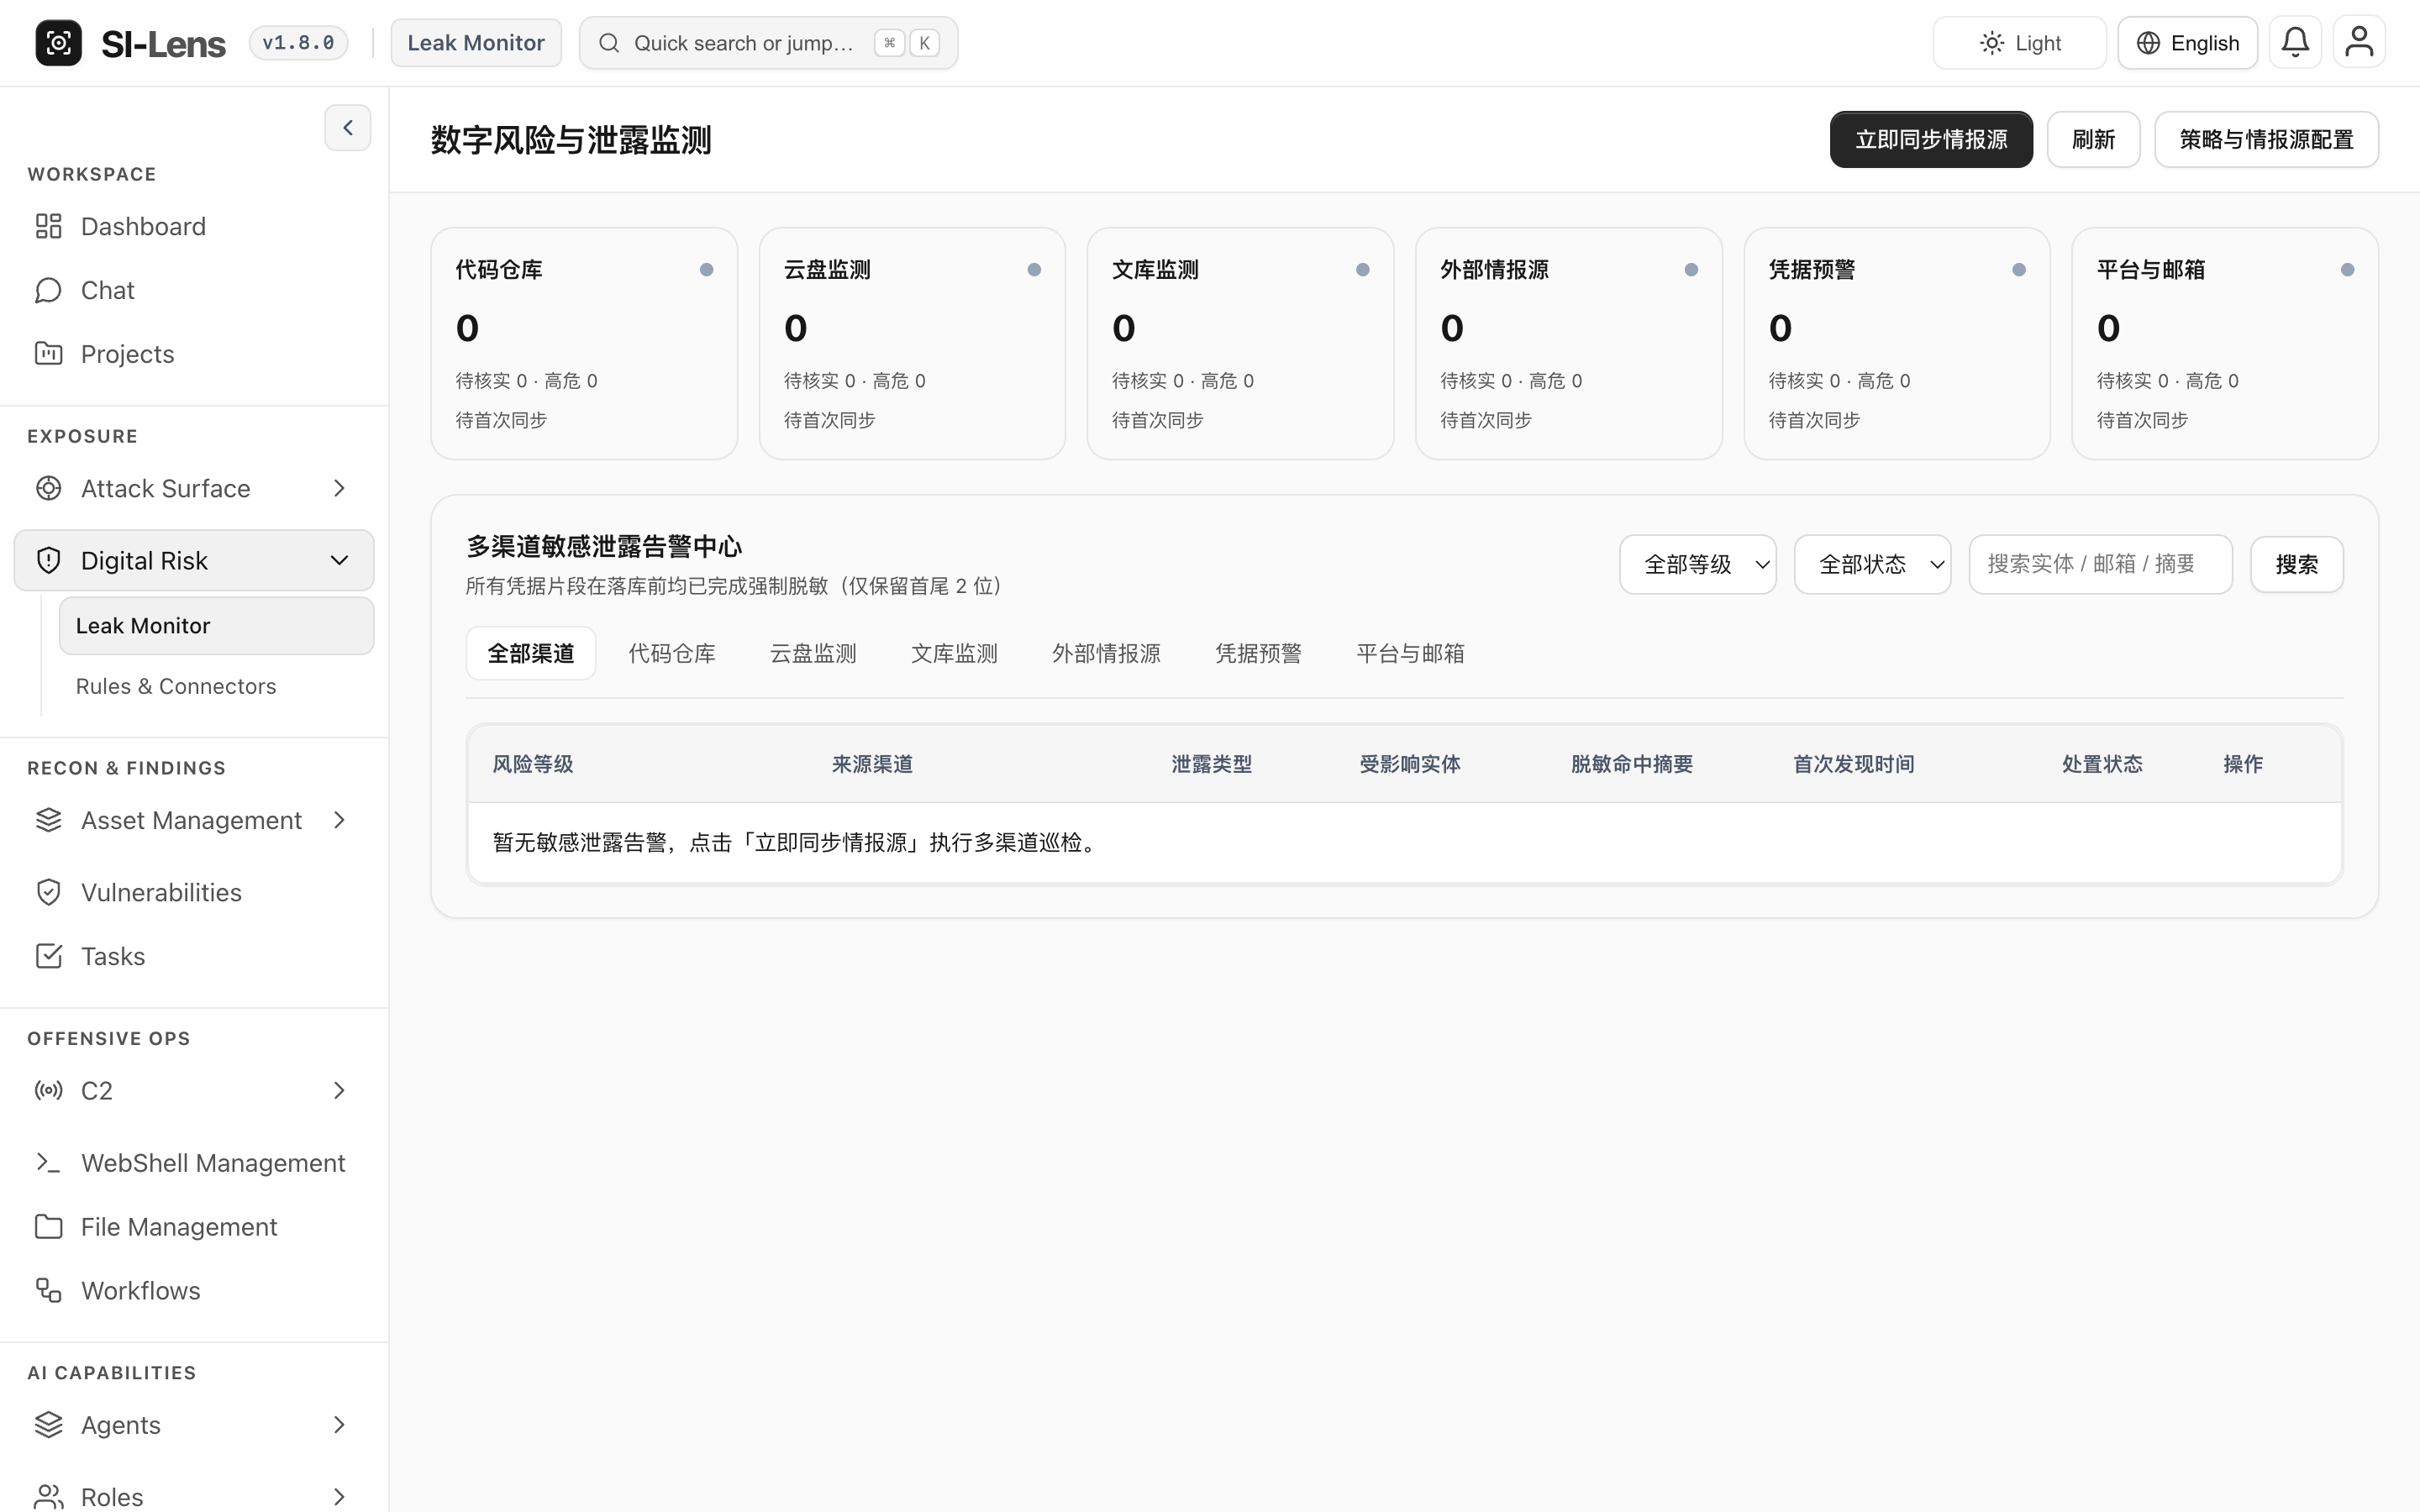 SI-Lens
v1.8.0
Leak Monitor
Quick search or jump...
⌘ K
Light
English
WORKSPACE
Dashboard
Chat
Projects
EXPOSURE
Attack Surface
Digital Risk
Leak Monitor
Rules & Connectors
RECON & FINDINGS
Asset Management
Vulnerabilities
Tasks
OFFENSIVE OPS
C2
WebShell Management
File Management
Workflows
AI CAPABILITIES
Agents
Roles
数字风险与泄露监测
立即同步情报源
刷新
策略与情报源配置
代码仓库
0
待核实 0 · 高危 0
待首次同步
云盘监测
0
待核实 0 · 高危 0
待首次同步
文库监测
0
待核实 0 · 高危 0
待首次同步
外部情报源
0
待核实 0 · 高危 0
待首次同步
凭据预警
0
待核实 0 · 高危 0
待首次同步
平台与邮箱
0
待核实 0 · 高危 0
待首次同步
多渠道敏感泄露告警中心
所有凭据片段在落库前均已完成强制脱敏（仅保留首尾 2 位）
全部等级
全部状态
搜索实体 / 邮箱 / 摘要
搜索
全部渠道 代码仓库 云盘监测 文库监测 外部情报源 凭据预警 平台与邮箱
风险等级 来源渠道 泄露类型 受影响实体 脱敏命中摘要 首次发现时间 处置状态 操作
暂无敏感泄露告警，点击「立即同步情报源」执行多渠道巡检。